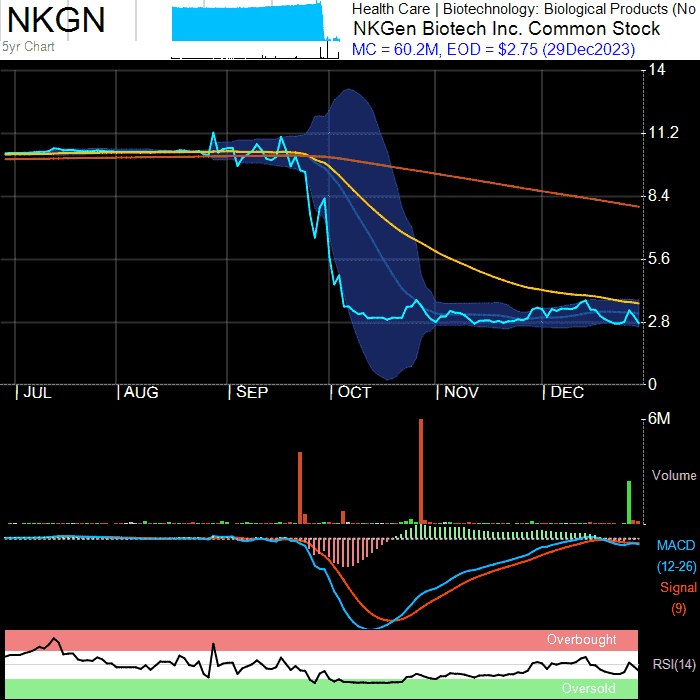 NKGN
5yr Chart
Health Care | Biotechnology: Biological Products (No
NKGen Biotech Inc. Common Stock
MC = 60.2M, EOD = $2.75 (29Dec2023)
14
11.2
8.4
5.6
2.8
0
JUL AUG SEP OCT NOV DEC
6M
Volume
MACD
(12-26)
Signal
(9)
Overbought
RSI(14)
Oversold